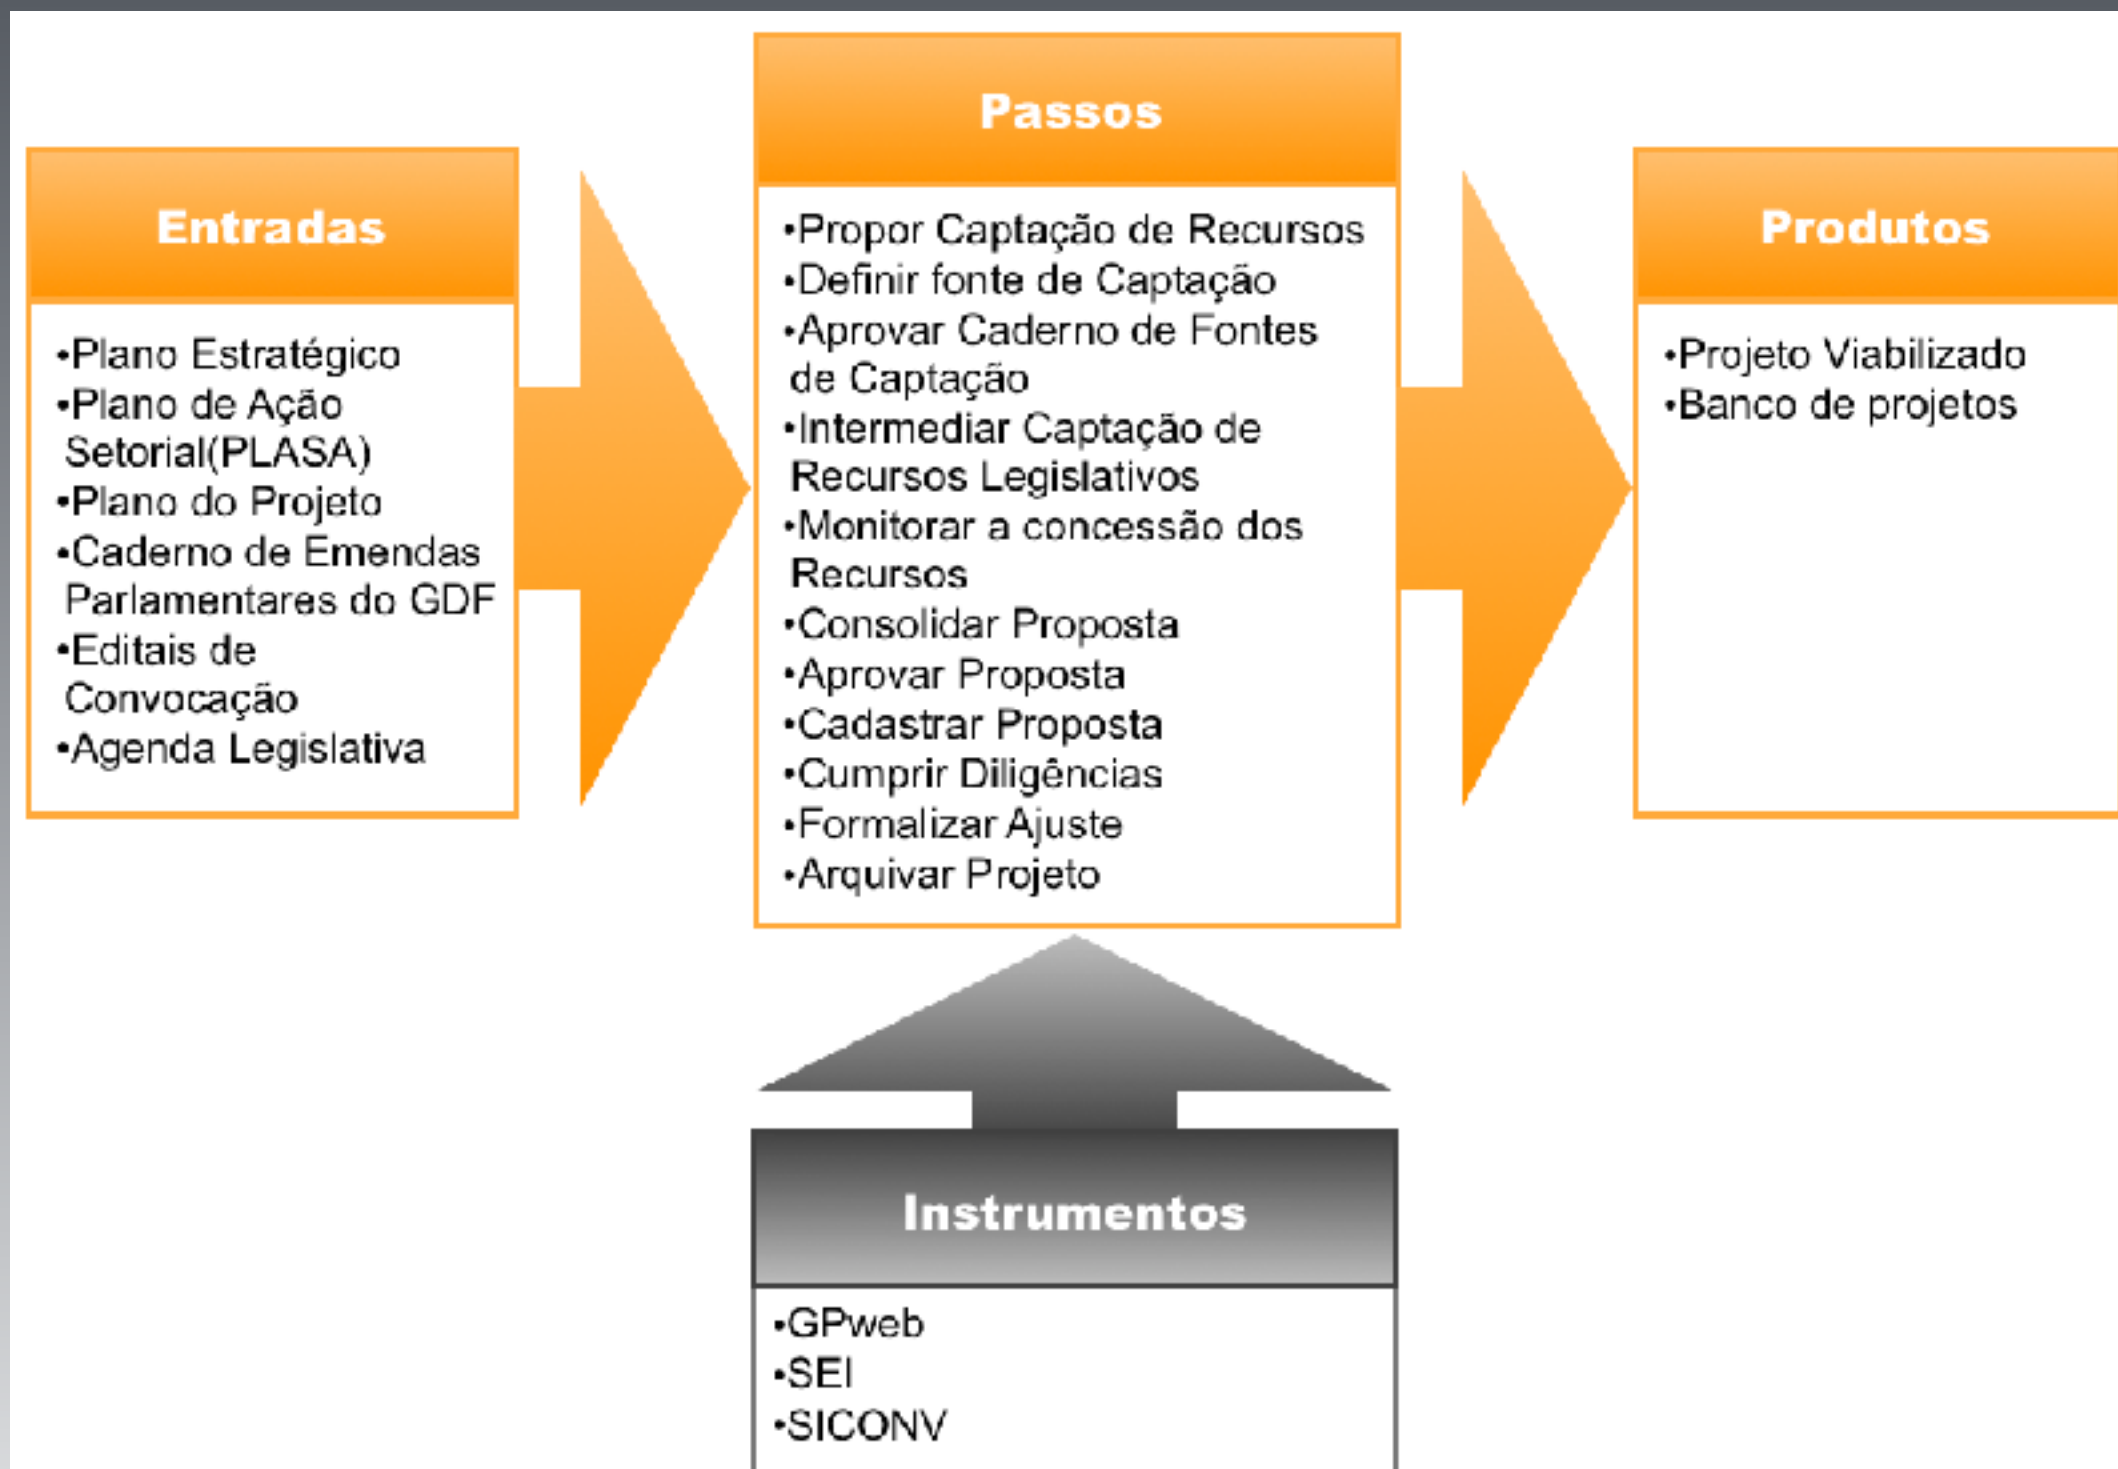 Entradas
•Plano Estratégico
•Plano de Ação
Setorial(PLASA)
•Plano do Projeto
•Caderno de Emendas
Parlamentares do GDF
•Editais de
Convocação
•Agenda Legislativa
Passos
•Propor Captação de Recursos
•Definir fonte de Captação
•Aprovar Caderno de Fontes
de Captação
•Intermediar Captação de
Recursos Legislativos
•Monitorar a concessão dos
Recursos
•Consolidar Proposta
•Aprovar Proposta
•Cadastrar Proposta
•Cumprir Diligências
•Formalizar Ajuste
•Arquivar Projeto
Produtos
•Projeto Viabilizado
•Banco de projetos
Instrumentos
•GPweb
•SEI
•SICONV